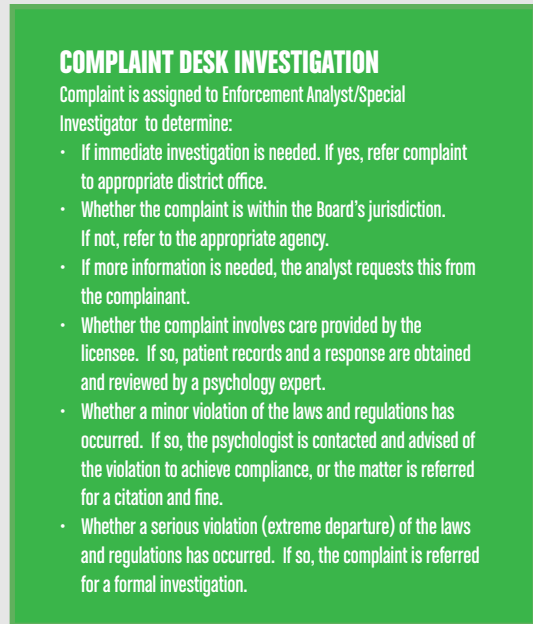 COMPLAINT DESK INVESTIGATION
Complaint is assigned to Enforcement Analyst/Special
Investigator  to determine:
• If immediate investigation is needed. If yes, refer complaint
to appropriate district office.
• Whether the complaint is within the Board's jurisdiction.
If not, refer to the appropriate agency.
• If more information is needed, the analyst requests this from
the complainant.
• Whether the complaint involves care provided by the
licensee.  If so, patient records and a response are obtained
and reviewed by a psychology expert.
• Whether a minor violation of the laws and regulations has
occurred.  If so, the psychologist is contacted and advised of
the violation to achieve compliance, or the matter is referred
for a citation and fine.
• Whether a serious violation (extreme departure) of the laws
and regulations has occurred.  If so, the complaint is referred
for a formal investigation.